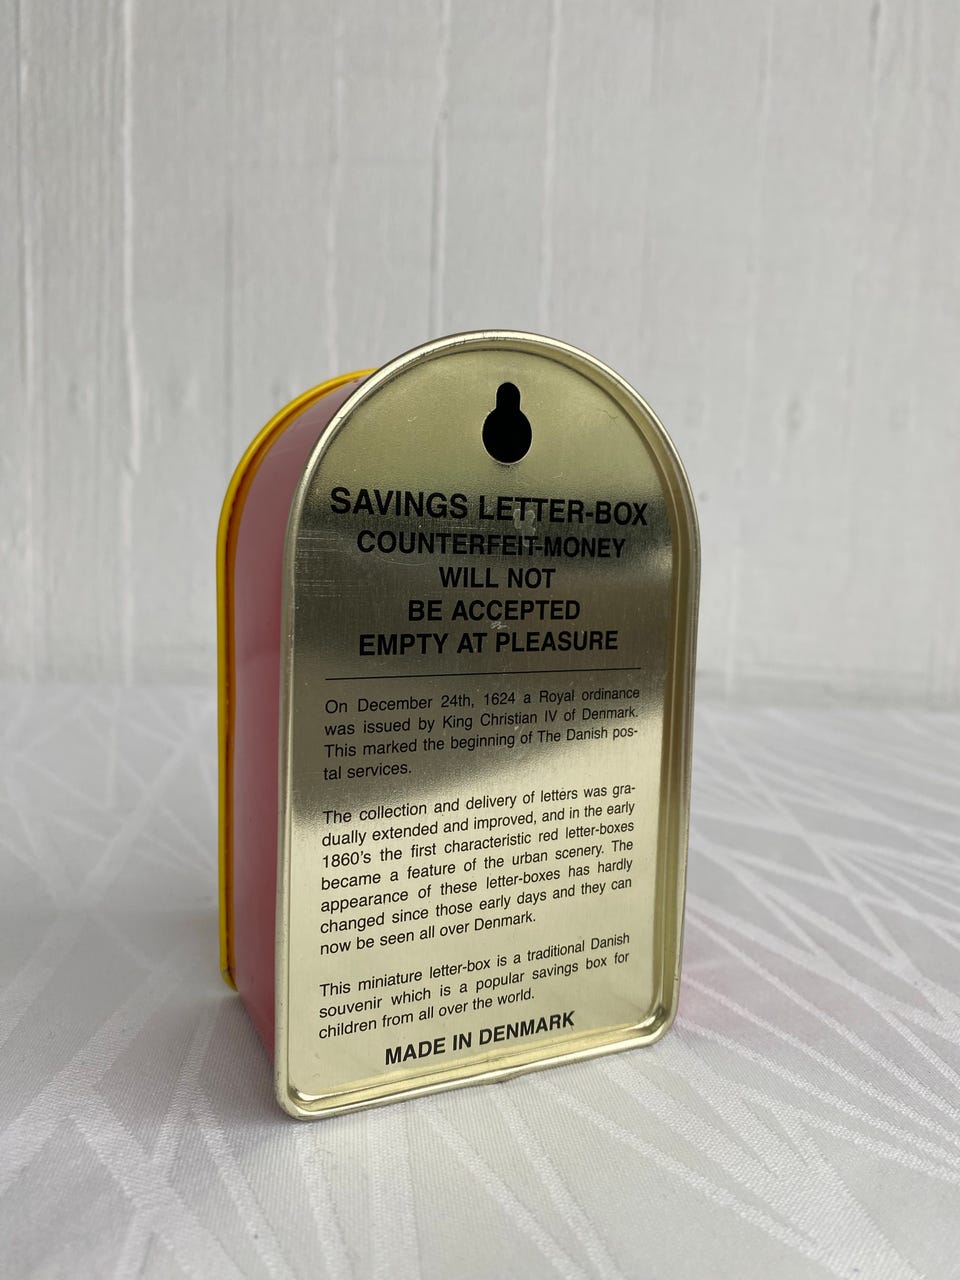 SAVINGS LETTER-BOX
COUNTERFEIT-MONEY
WILL NOT
BE ACCEPTED
EMPTY AT PLEASURE
On December 24th, 1624 a Royal ordinance
was issued by King Christian IV of Denmark.
This marked the beginning of The Danish pos-
tal services.
The collection and delivery of letters was gra-
dually extended and improved, and in the early
1860's the first characteristic red letter-boxes
became a feature of the urban scenery. The
appearance of these letter-boxes has hardly
changed since those early days and they can
now be seen all over Denmark.
This miniature letter-box is a traditional Danish
souvenir which is a popular savings box for
children from all over the world.
MADE IN DENMARK